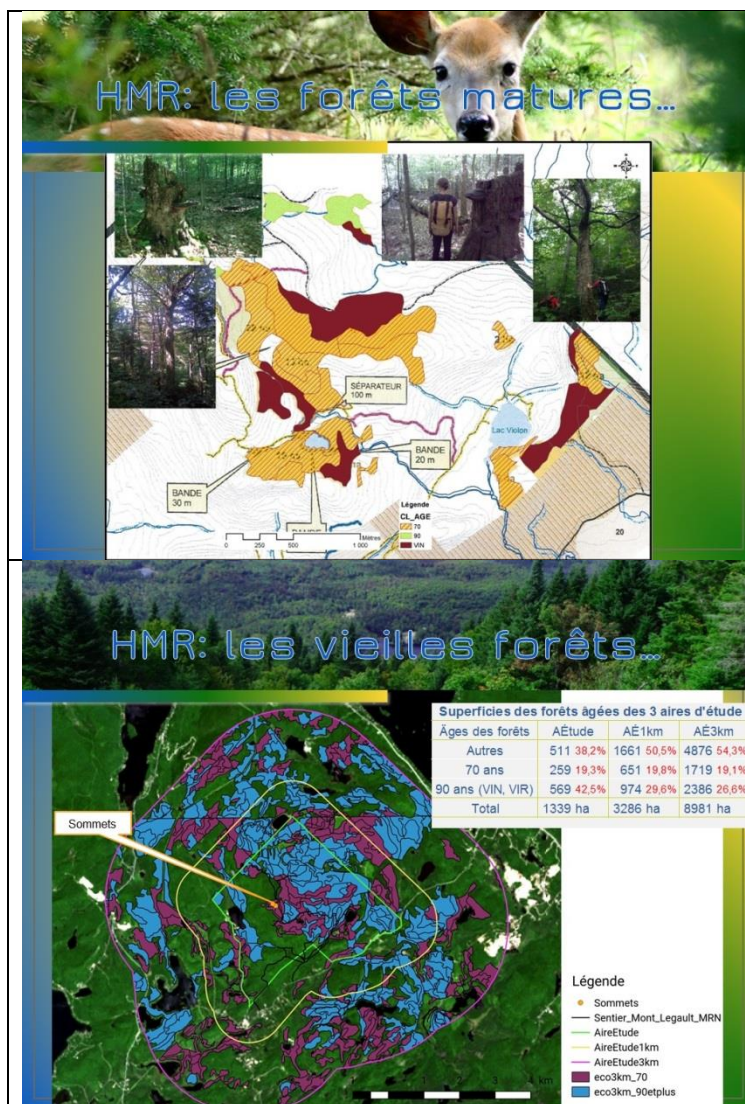 HMR: les forêts matures...
SÉPARATEUR
100 m
Lac Violon
BANDE
20 m
BANDE
30 m
Légende
CL_AGE
70
90
VIN
0 250 500 1 000
Mètres
20
HMR: les vieilles forêts...
Superficies des forêts âgées des 3 aires d'étude
Âges des forêts AÉtude AÉ1km AÉ3km
Autres 511 38,2% 1661 50,5% 4876 54,3%
70 ans 259 19,3% 651 19,8% 1719 19,1%
90 ans (VIN, VIR) 569 42,5% 974 29,6% 2386 26,6%
Total 1339 ha 3286 ha 8981 ha
Sommets
Légende
Sommets
Sentier_Mont_Legault_MRN
AireEtude
AireEtude1km
AireEtude3km
eco3km_70
eco3km_90etplus